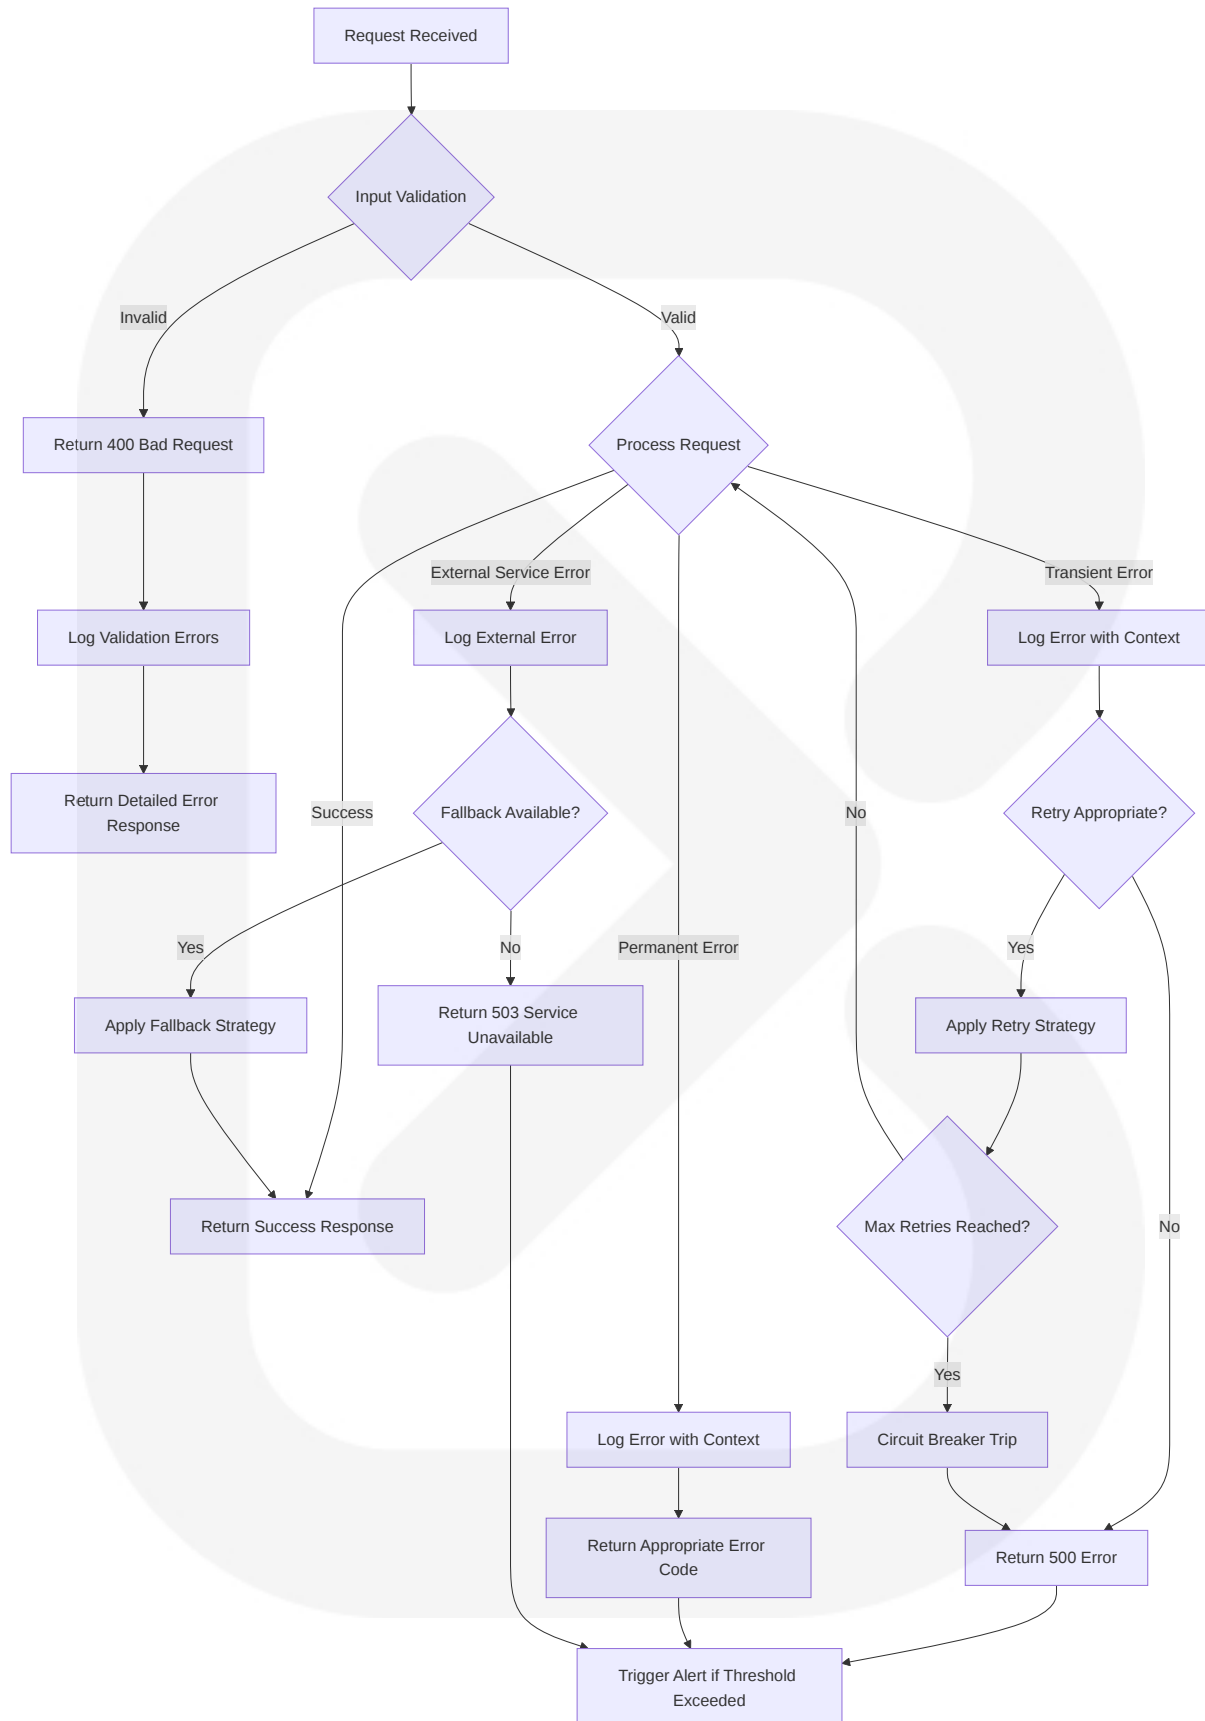 Request Received
Input Validation
Invalid
Valid
Return 400 Bad Request
Process Request
External Service Error
Transient Error
Log Validation Errors
Log External Error
Log Error with Context
Return Detailed Error
Response
Success
Fallback Available?
No
Retry Appropriate?
Yes
No
Permanent Error
Yes
Apply Fallback Strategy
Return 503 Service
Unavailable
Apply Retry Strategy
Return Success Response
Max Retries Reached?
No
Yes
Log Error with Context
Circuit Breaker Trip
Return Appropriate Error
Code
Return 500 Error
Trigger Alert if Threshold
Exceeded